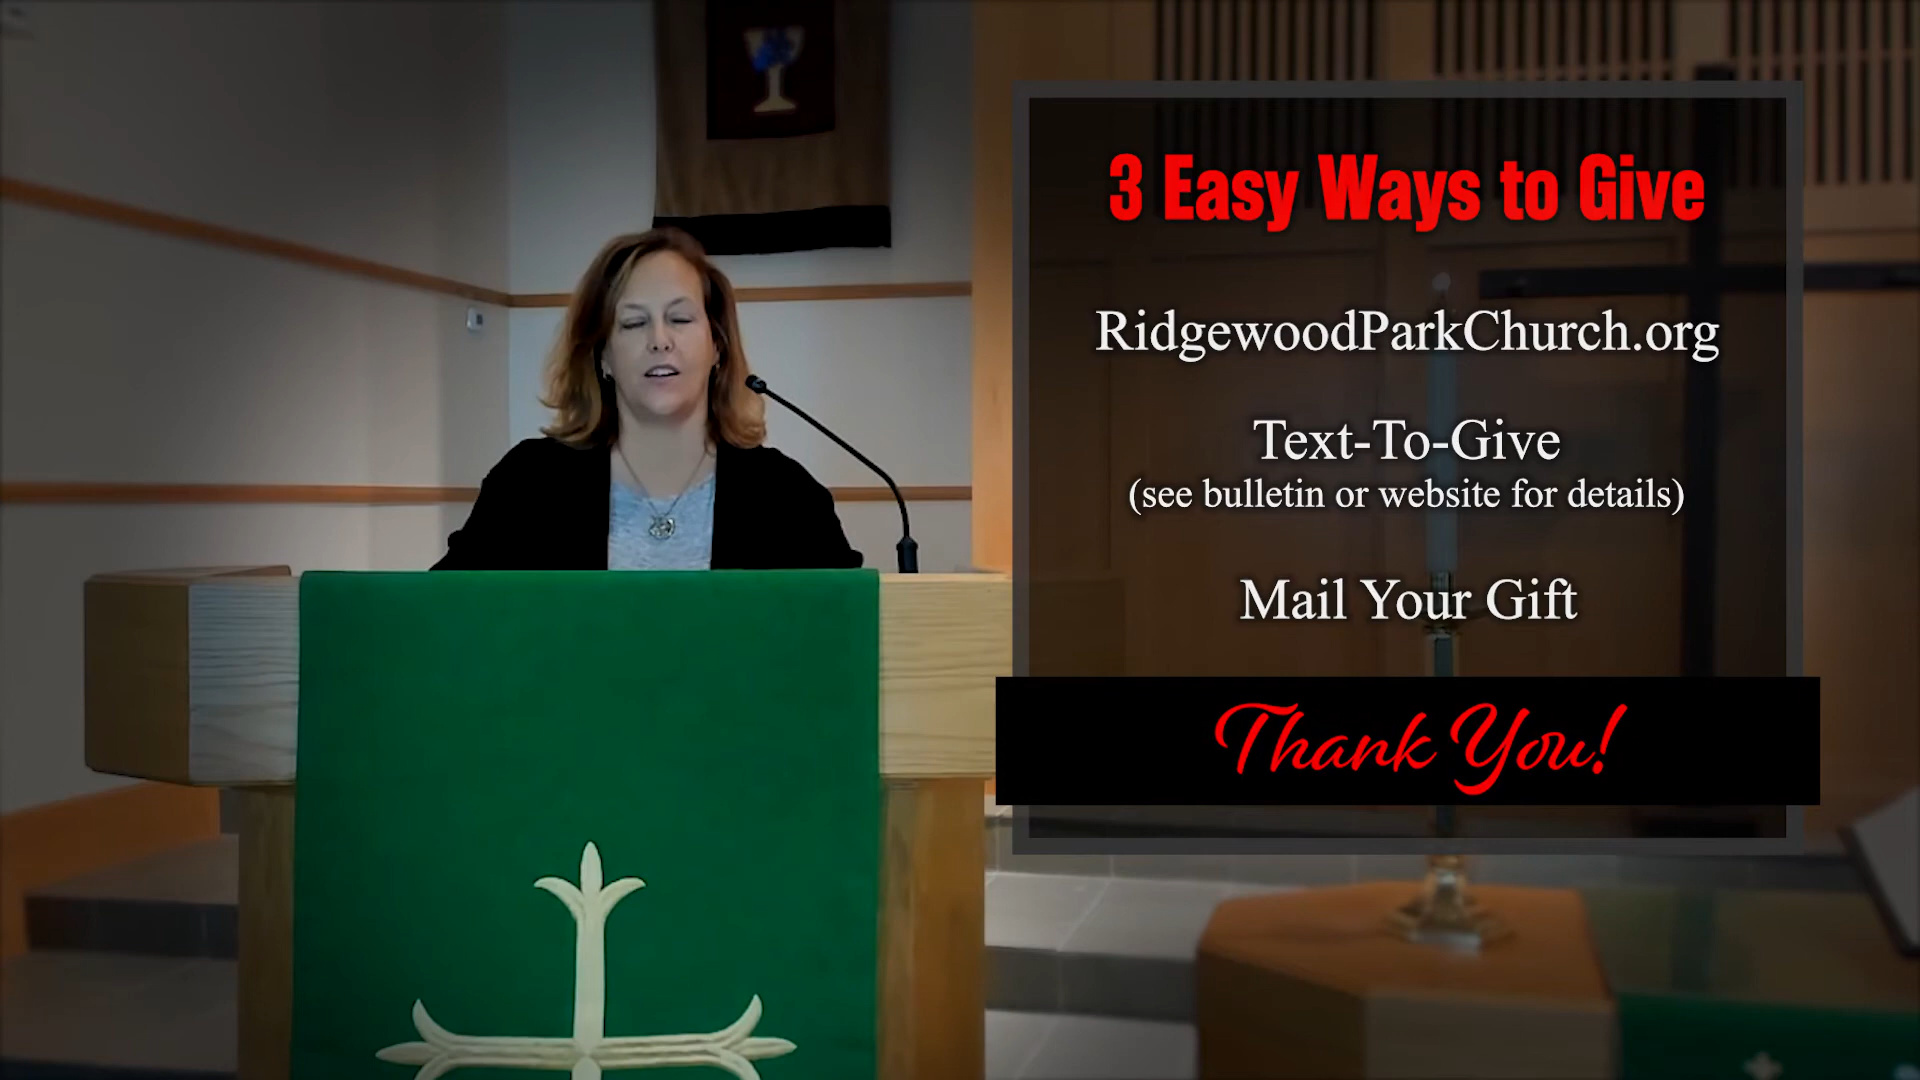 3 Easy Ways to Give
RidgewoodParkChurch.org
Text-To-Give
(see bulletin or website for details)
Mail Your Gift
Thank You!